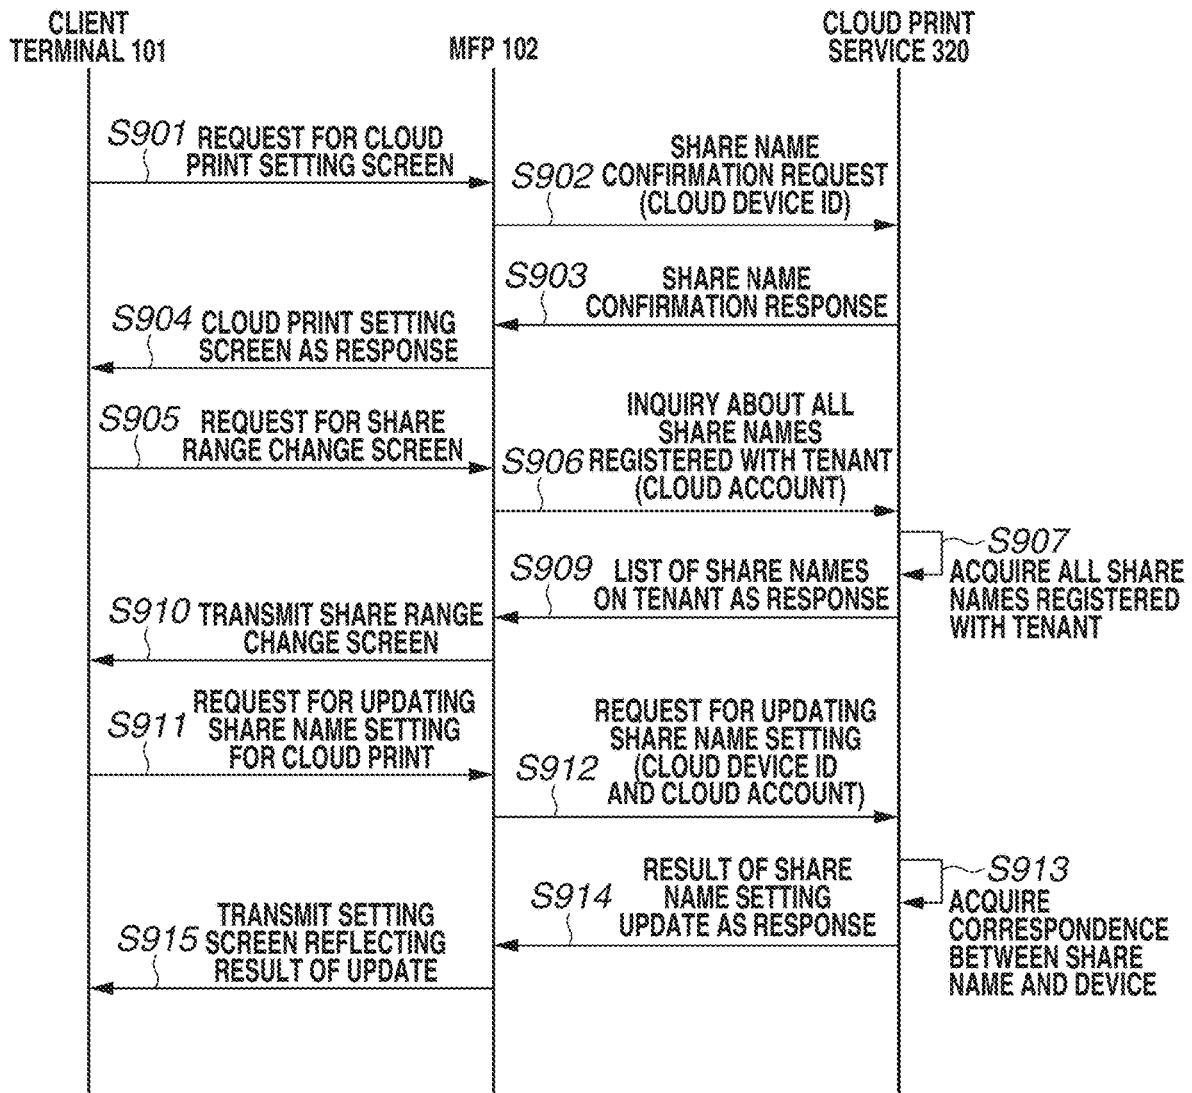 CLIENT
TERMINAL 101
MFP 102
CLOUD PRINT
SERVICE 320
S901
REQUEST FOR CLOUD
PRINT SETTING SCREEN
S902
SHARE NAME
CONFIRMATION REQUEST
(CLOUD DEVICE ID)
S903
SHARE NAME
CONFIRMATION RESPONSE
S904
CLOUD PRINT SETTING
SCREEN AS RESPONSE
S905
REQUEST FOR SHARE
RANGE CHANGE SCREEN
S906
INQUIRY ABOUT ALL
SHARE NAMES
REGISTERED WITH TENANT
(CLOUD ACCOUNT)
S907
ACQUIRE ALL SHARE
NAMES REGISTERED
WITH TENANT
S909
LIST OF SHARE NAMES
ON TENANT AS RESPONSE
S910
TRANSMIT SHARE RANGE
CHANGE SCREEN
S911
REQUEST FOR UPDATING
SHARE NAME SETTING
FOR CLOUD PRINT
S912
REQUEST FOR UPDATING
SHARE NAME SETTING
(CLOUD DEVICE ID
AND CLOUD ACCOUNT)
S913
ACQUIRE
CORRESPONDENCE
BETWEEN SHARE
NAME AND DEVICE
S914
RESULT OF SHARE
NAME SETTING
UPDATE AS RESPONSE
S915
TRANSMIT SETTING
SCREEN REFLECTING
RESULT OF UPDATE